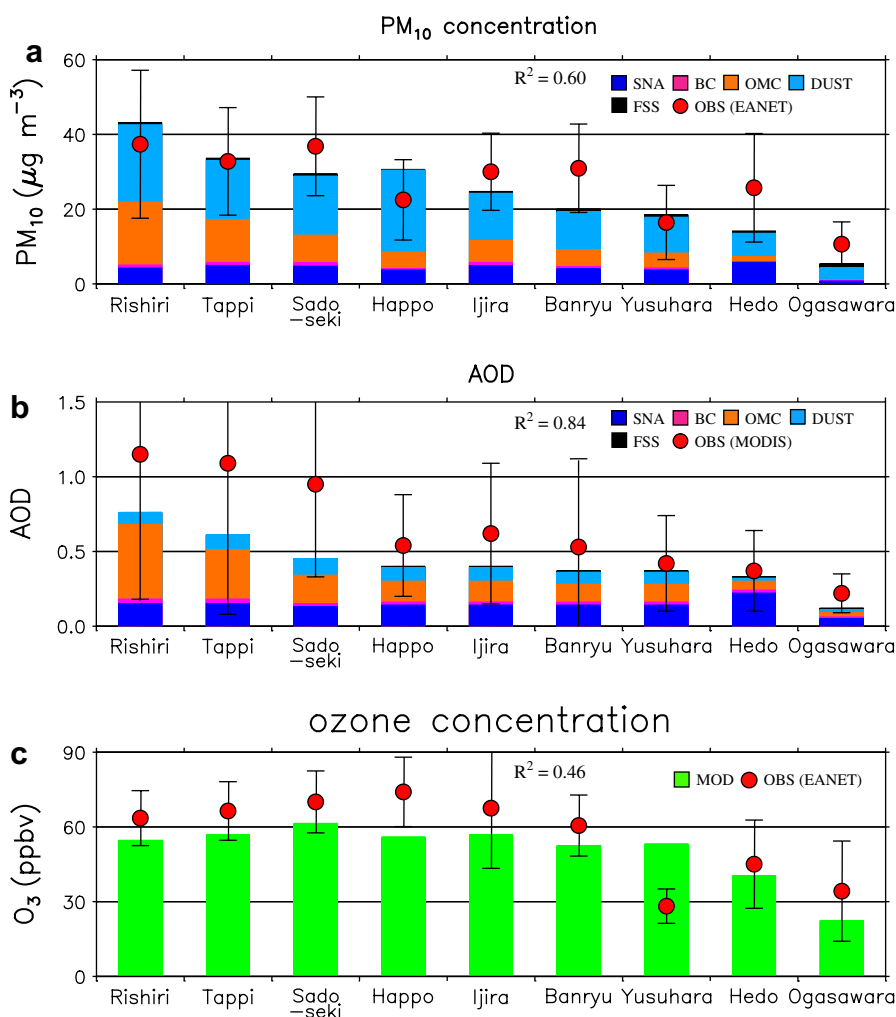 PM₁₀ concentration
a
60
40
20
0
PM₁₀ (μg m⁻³)
R² = 0.60
SNA BC OMC DUST
FSS OBS (EANET)
Rishiri Tappi Sado Happo Ijira Banryu Yusuhara Hedo Ogasawara
−seki
AOD
b
1.5
1.0
0.5
0.0
AOD
R² = 0.84
SNA BC OMC DUST
FSS OBS (MODIS)
Rishiri Tappi Sado Happo Ijira Banryu Yusuhara Hedo Ogasawara
−seki
ozone concentration
c
90
60
30
0
O₃ (ppbv)
R² = 0.46
MOD OBS (EANET)
Rishiri Tappi Sado Happo Ijira Banryu Yusuhara Hedo Ogasawara
−seki